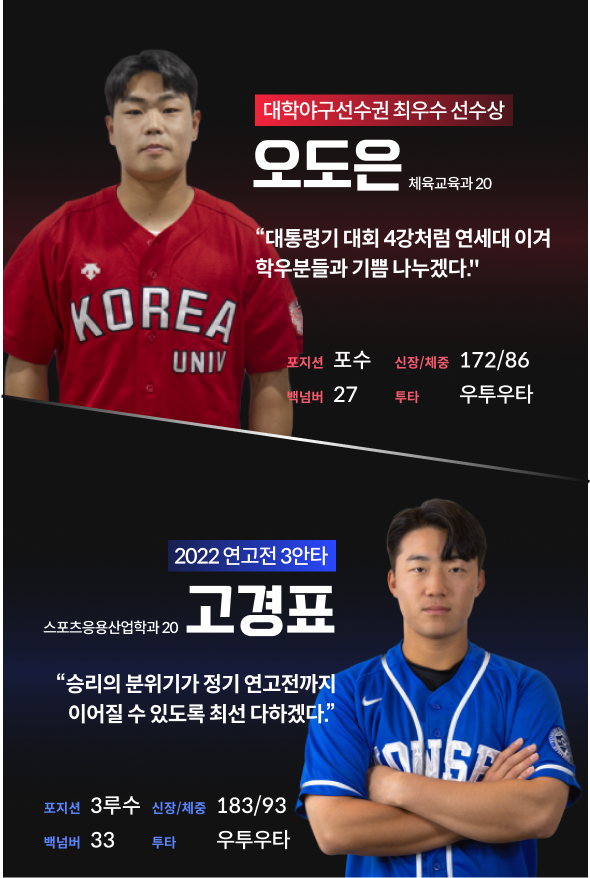 대학야구선수권 최우수 선수상
오도은 체육교육과 20
“대통령기 대회 4강처럼 연세대 이겨
학우분들과 기쁨 나누겠다."
KOREA
UNIV
포지션 포수 신장/체중 172/86
백넘버 27 투타 우투우타
2022 연고전 3안타
스포츠응용산업학과 20 고경표
“승리의 분위기가 정기 연고전까지
이어질 수 있도록 최선 다하겠다.”
YONSE
포지션 3루수 신장/체중 183/93
백넘버 33 투타 우투우타